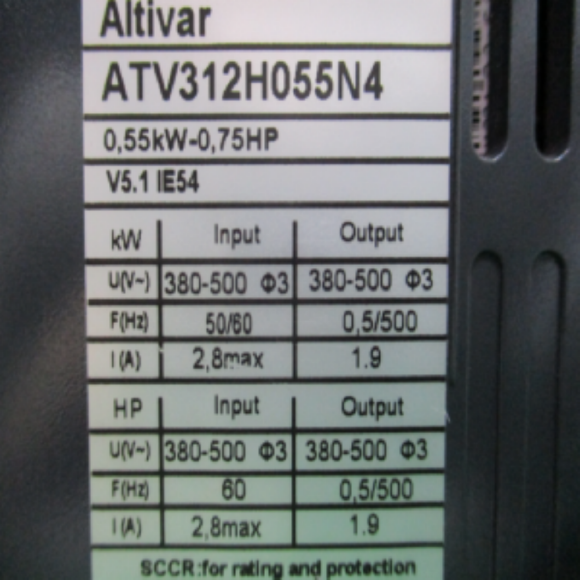 Altivar
ATV312H055N4
0,55kW-0,75HP
V5.1 IE54
kW Input Output
U(V~) 380-500 Φ3 380-500 Φ3
F(Hz) 50/60 0,5/500
I (A) 2,8max 1.9
HP Input Output
U(V~) 380-500 Φ3 380-500 Φ3
F(Hz) 60 0,5/500
I (A) 2,8max 1.9
SCCR:for rating and protection